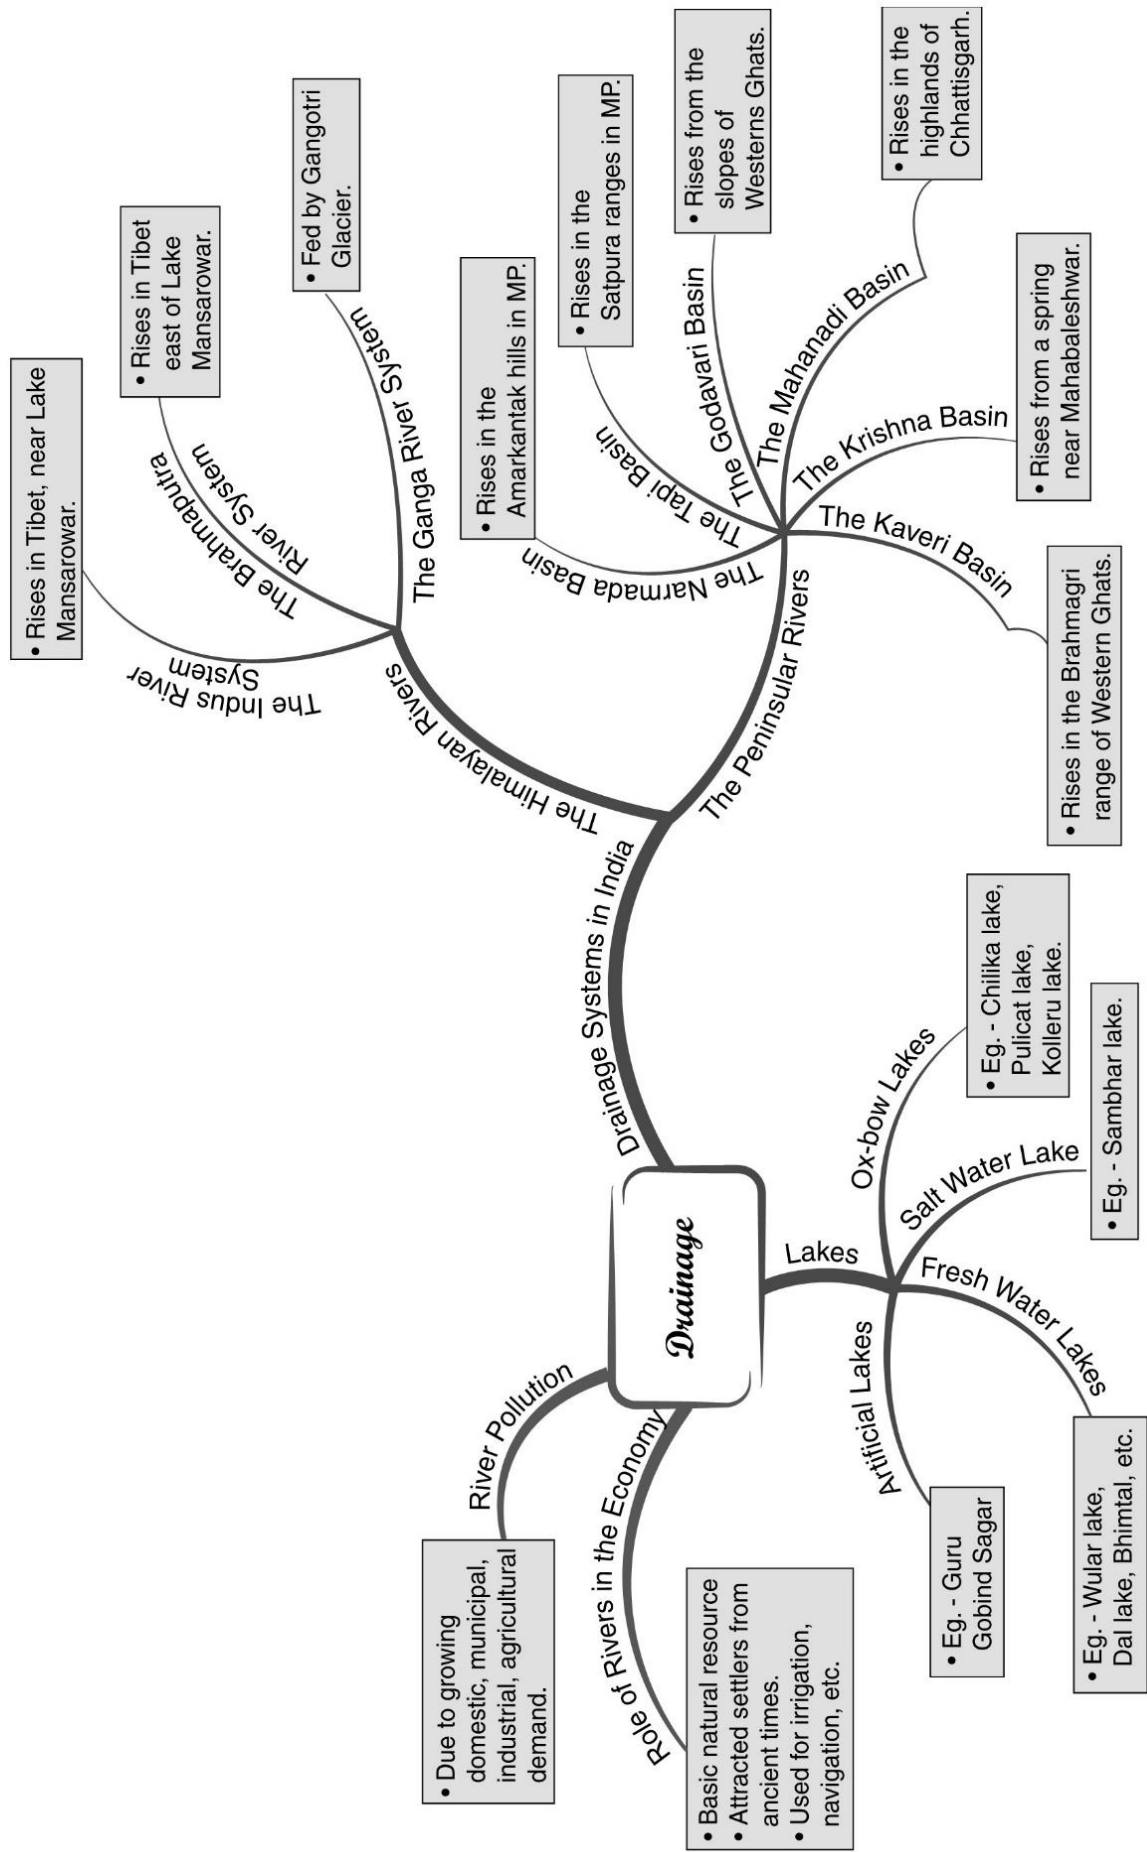 Drainage
Drainage Systems in India
The Himalayan Rivers
The Indus River
System
• Rises in Tibet, near Lake
Mansarowar.
The Brahmaputra
River System
• Rises in Tibet
east of Lake
Mansarowar.
The Ganga River System
• Fed by Gangotri
Glacier.
The Peninsular Rivers
The Narmada Basin
• Rises in the
Amarkantak hills in MP.
The Tapi Basin
• Rises in the
Satpura ranges in MP.
The Godavari Basin
• Rises from the
slopes of
Westerns Ghats.
The Mahanadi Basin
• Rises in the
highlands of
Chhattisgarh.
The Krishna Basin
• Rises from a spring
near Mahabaleshwar.
The Kaveri Basin
• Rises in the Brahmagri
range of Western Ghats.
Lakes
Ox-bow Lakes
• Eg. - Chilika lake,
Pulicat lake,
Kolleru lake.
Salt Water Lake
• Eg. - Sambhar lake.
Fresh Water Lakes
• Eg. - Wular lake,
Dal lake, Bhimtal, etc.
Artificial Lakes
• Eg. - Guru
Gobind Sagar
Role of Rivers in the Economy
• Basic natural resource
• Attracted settlers from
ancient times.
• Used for irrigation,
navigation, etc.
River Pollution
• Due to growing
domestic, municipal,
industrial, agricultural
demand.